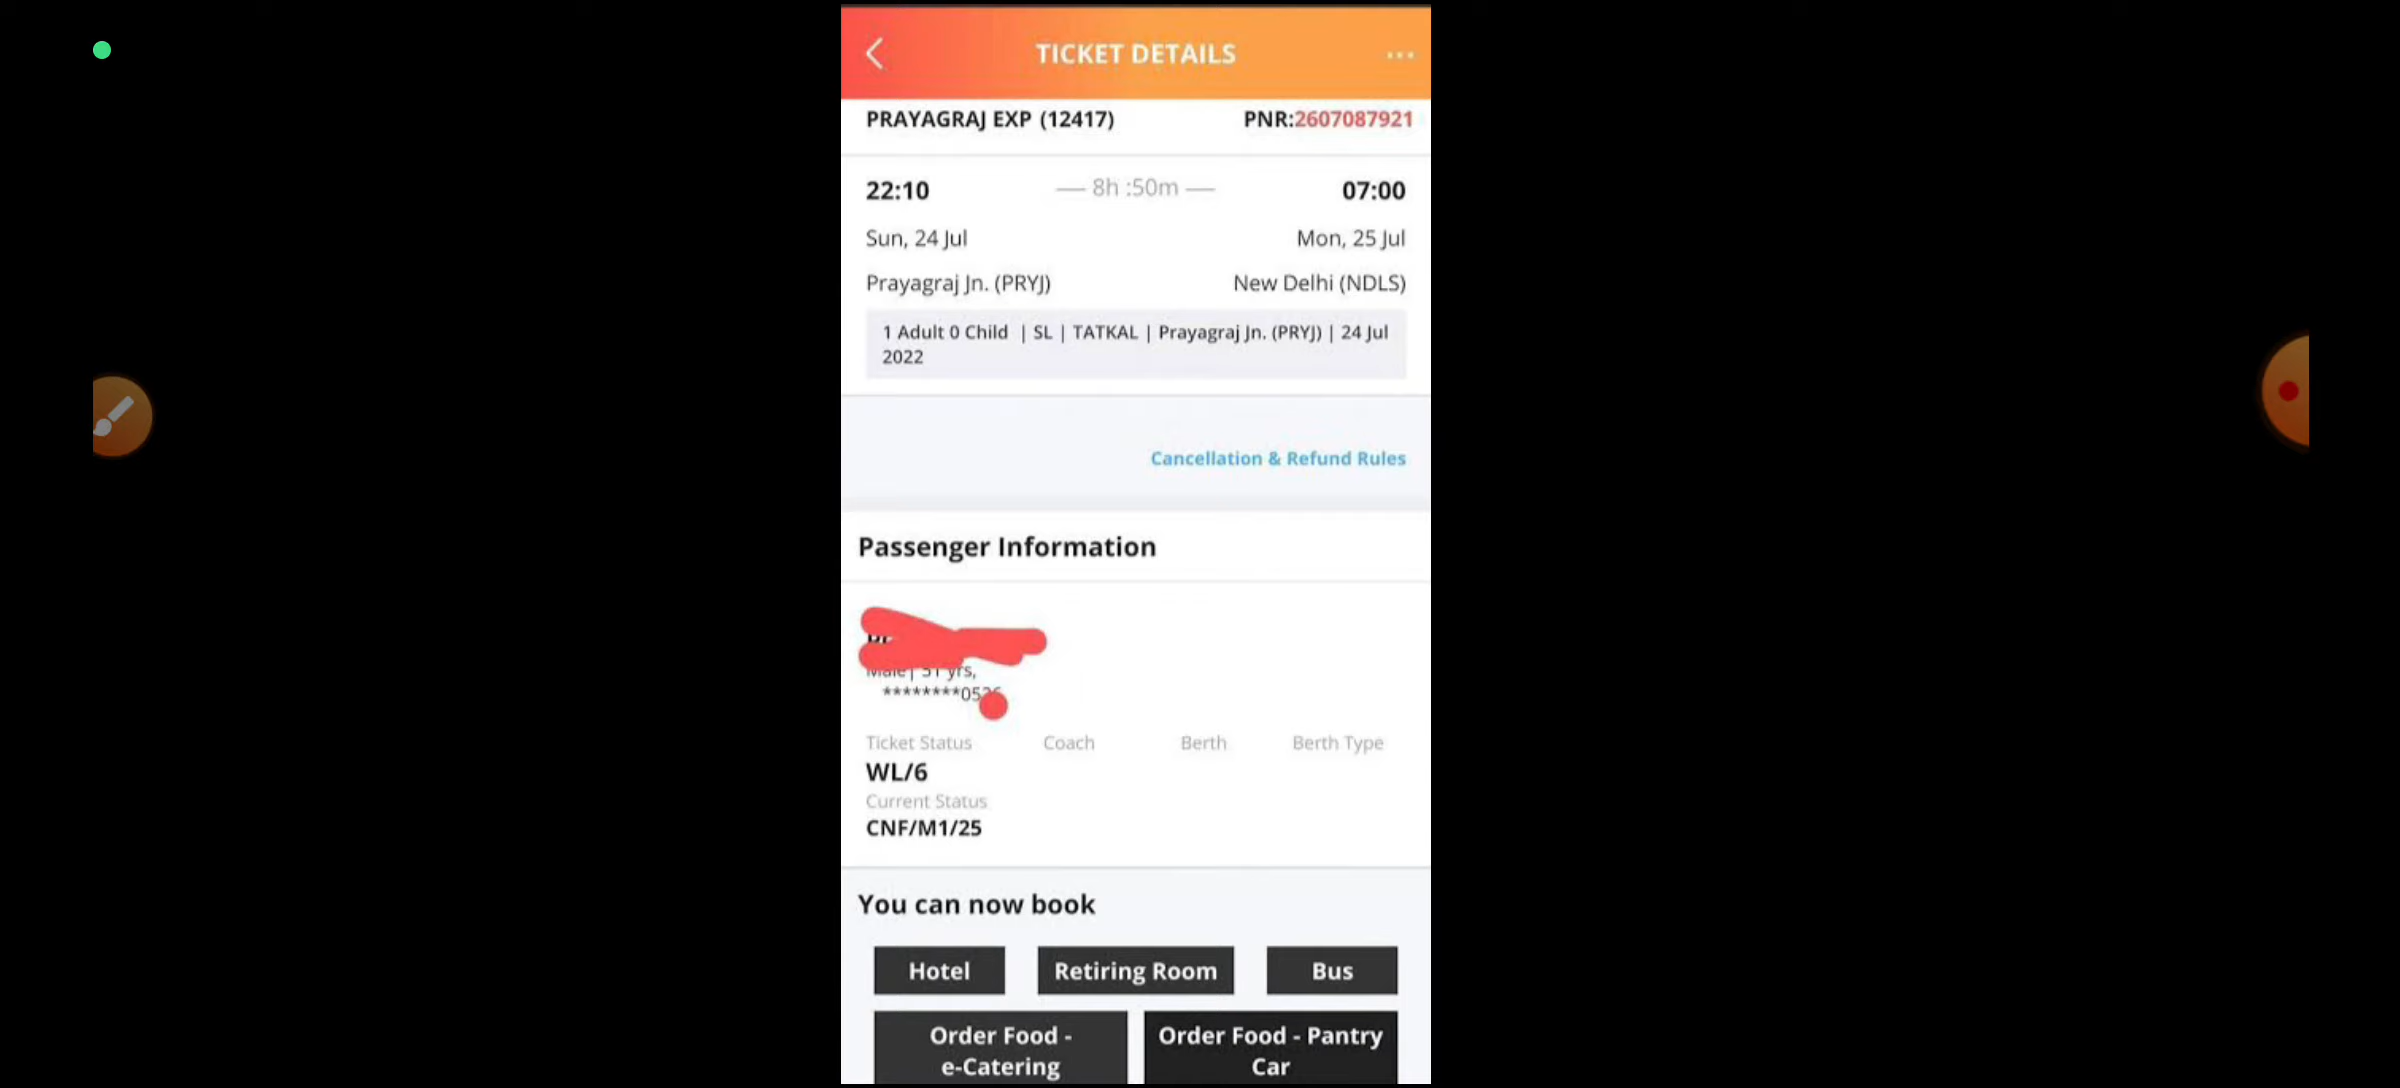 TICKET DETAILS
PRAYAGRAJ EXP (12417) PNR:2607087921
22:10 8h :50m 07:00
Sun, 24 Jul Mon, 25 Jul
Prayagraj Jn. (PRYJ) New Delhi (NDLS)
1 Adult 0 Child | SL | TATKAL | Prayagraj Jn. (PRYJ) | 24 Jul
2022
Cancellation & Refund Rules
Passenger Information
Male| 31 yrs,
Ticket Status Coach Berth Berth Type
WL/6
Current Status
CNF/M1/25
You can now book
Hotel Retiring Room Bus
Order Food -
e-Catering
Order Food - Pantry
Car